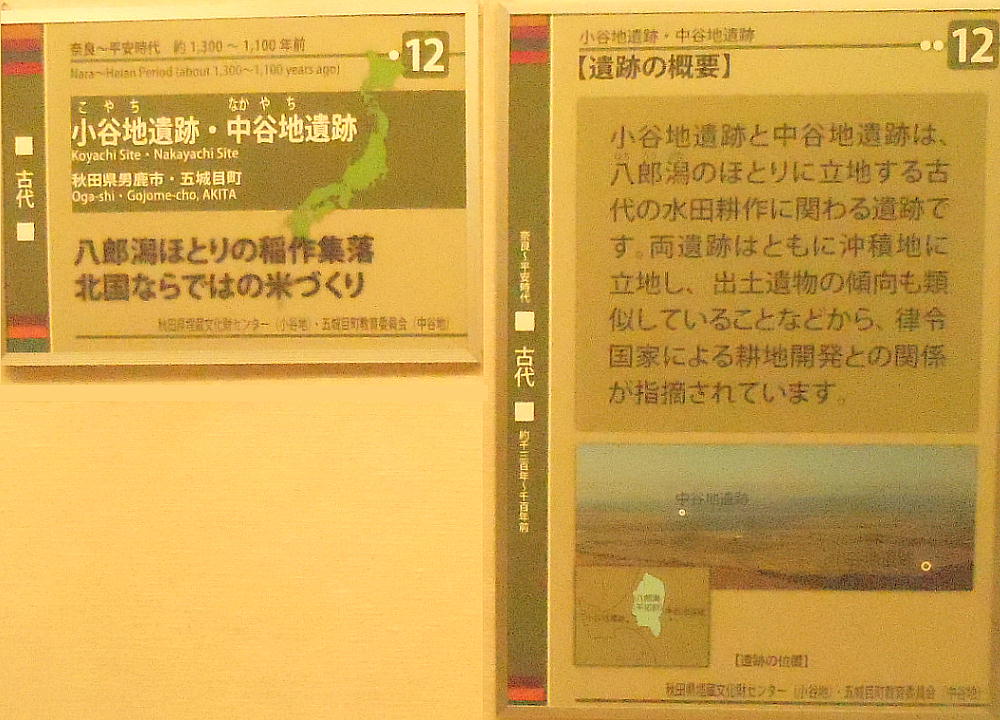 奈良～平安時代 約1,300～1,100年前
12
Nara～Heian Period (about 1,300～1,100 years ago)
こやち なかやち
小谷地遺跡・中谷地遺跡
Koyachi Site・Nakayachi Site
秋田県男鹿市・五城目町
Oga-shi・Gojome-cho, AKITA
八郎潟ほとりの稲作集落
北国ならではの米づくり
秋田県埋蔵文化財センター（小谷地）・五城目町教育委員会（中谷地）
古代
小谷地遺跡・中谷地遺跡
12
【遺跡の概要】
小谷地遺跡と中谷地遺跡は、
八郎潟のほとりに立地する古
代の水田耕作に関わる遺跡で
す。両遺跡はともに沖積地に
立地し、出土遺物の傾向も類
似していることなどから、律令
国家による耕地開発との関係
が指摘されています。
奈良～平安時代
古代
約千三百年～千百年前
中谷地遺跡
八郎潟
小谷地遺跡
中谷地遺跡
【遺跡の位置】
秋田県埋蔵文化財センター（小谷地）・五城目町教育委員会（中谷地）